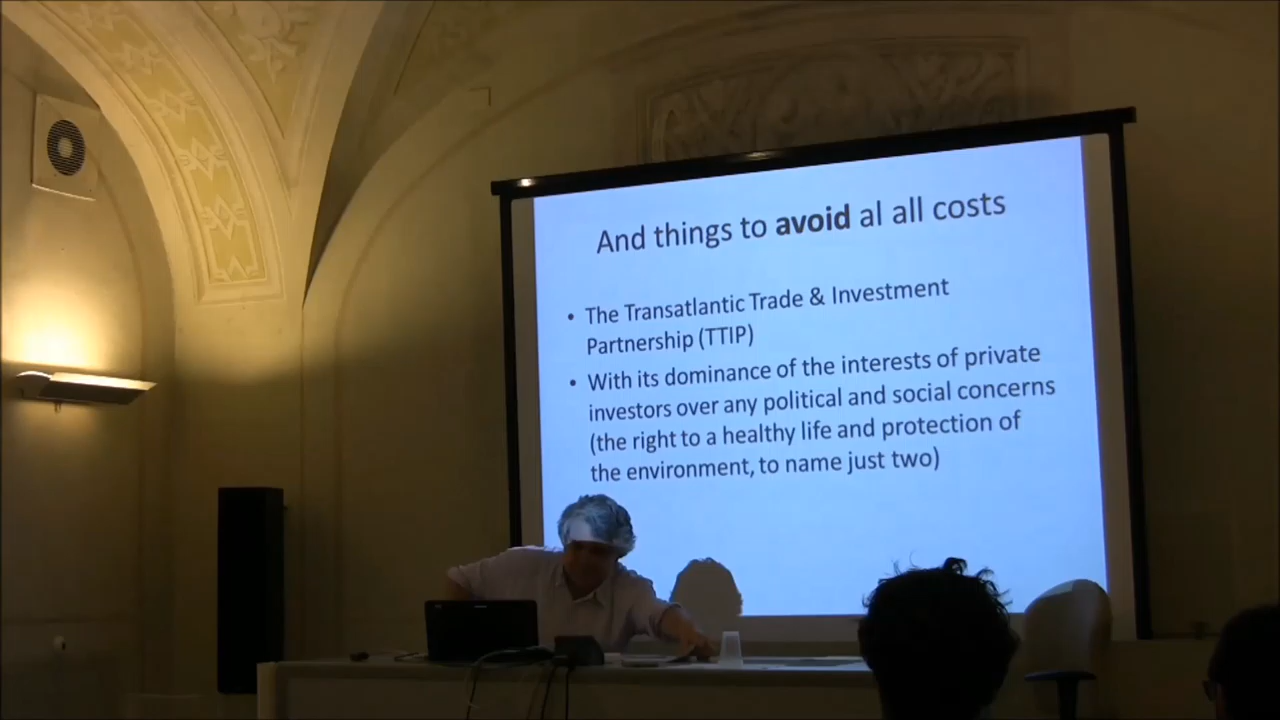 And things to avoid al all costs
• The Transatlantic Trade & Investment
Partnership (TTIP)
• With its dominance of the interests of private
investors over any political and social concerns
(the right to a healthy life and protection of
the environment, to name just two)